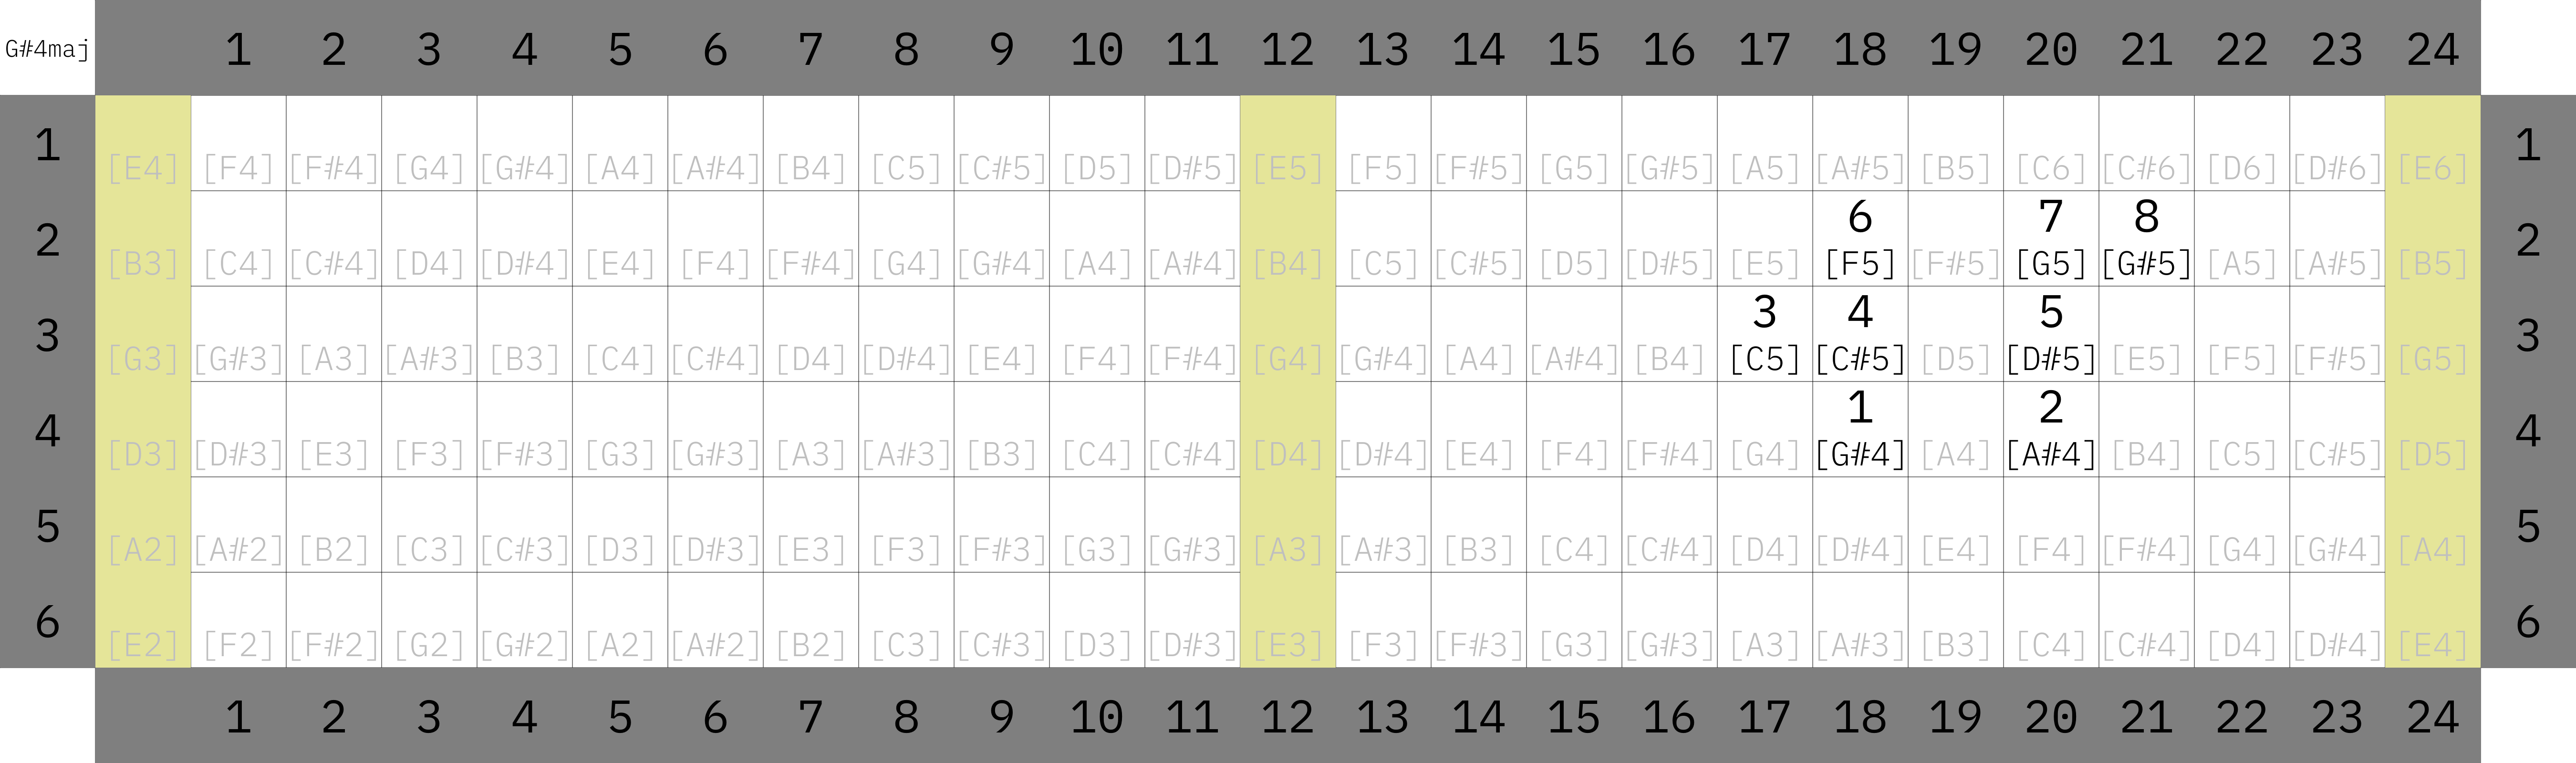 G#4maj 1 2 3 4 5 6 7 8 9 10 11 12 13 14 15 16 17 18 19 20 21 22 23 24
1 [E4] [F4] [F#4] [G4] [G#4] [A4] [A#4] [B4] [C5] [C#5] [D5] [D#5] [E5] [F5] [F#5] [G5] [G#5] [A5] [A#5] [B5] [C6] [C#6] [D6] [D#6] [E6] 1
6 7 8
2 [B3] [C4] [C#4] [D4] [D#4] [E4] [F4] [F#4] [G4] [G#4] [A4] [A#4] [B4] [C5] [C#5] [D5] [D#5] [E5] [F5] [F#5] [G5] [G#5] [A5] [A#5] [B5] 2
3 4 5
3 [G3] [G#3] [A3] [A#3] [B3] [C4] [C#4] [D4] [D#4] [E4] [F4] [F#4] [G4] [G#4] [A4] [A#4] [B4] [C5] [C#5] [D5] [D#5] [E5] [F5] [F#5] [G5] 3
1 2
4 [D3] [D#3] [E3] [F3] [F#3] [G3] [G#3] [A3] [A#3] [B3] [C4] [C#4] [D4] [D#4] [E4] [F4] [F#4] [G4] [G#4] [A4] [A#4] [B4] [C5] [C#5] [D5] 4
5 [A2] [A#2] [B2] [C3] [C#3] [D3] [D#3] [E3] [F3] [F#3] [G3] [G#3] [A3] [A#3] [B3] [C4] [C#4] [D4] [D#4] [E4] [F4] [F#4] [G4] [G#4] [A4] 5
6 [E2] [F2] [F#2] [G2] [G#2] [A2] [A#2] [B2] [C3] [C#3] [D3] [D#3] [E3] [F3] [F#3] [G3] [G#3] [A3] [A#3] [B3] [C4] [C#4] [D4] [D#4] [E4] 6
1 2 3 4 5 6 7 8 9 10 11 12 13 14 15 16 17 18 19 20 21 22 23 24